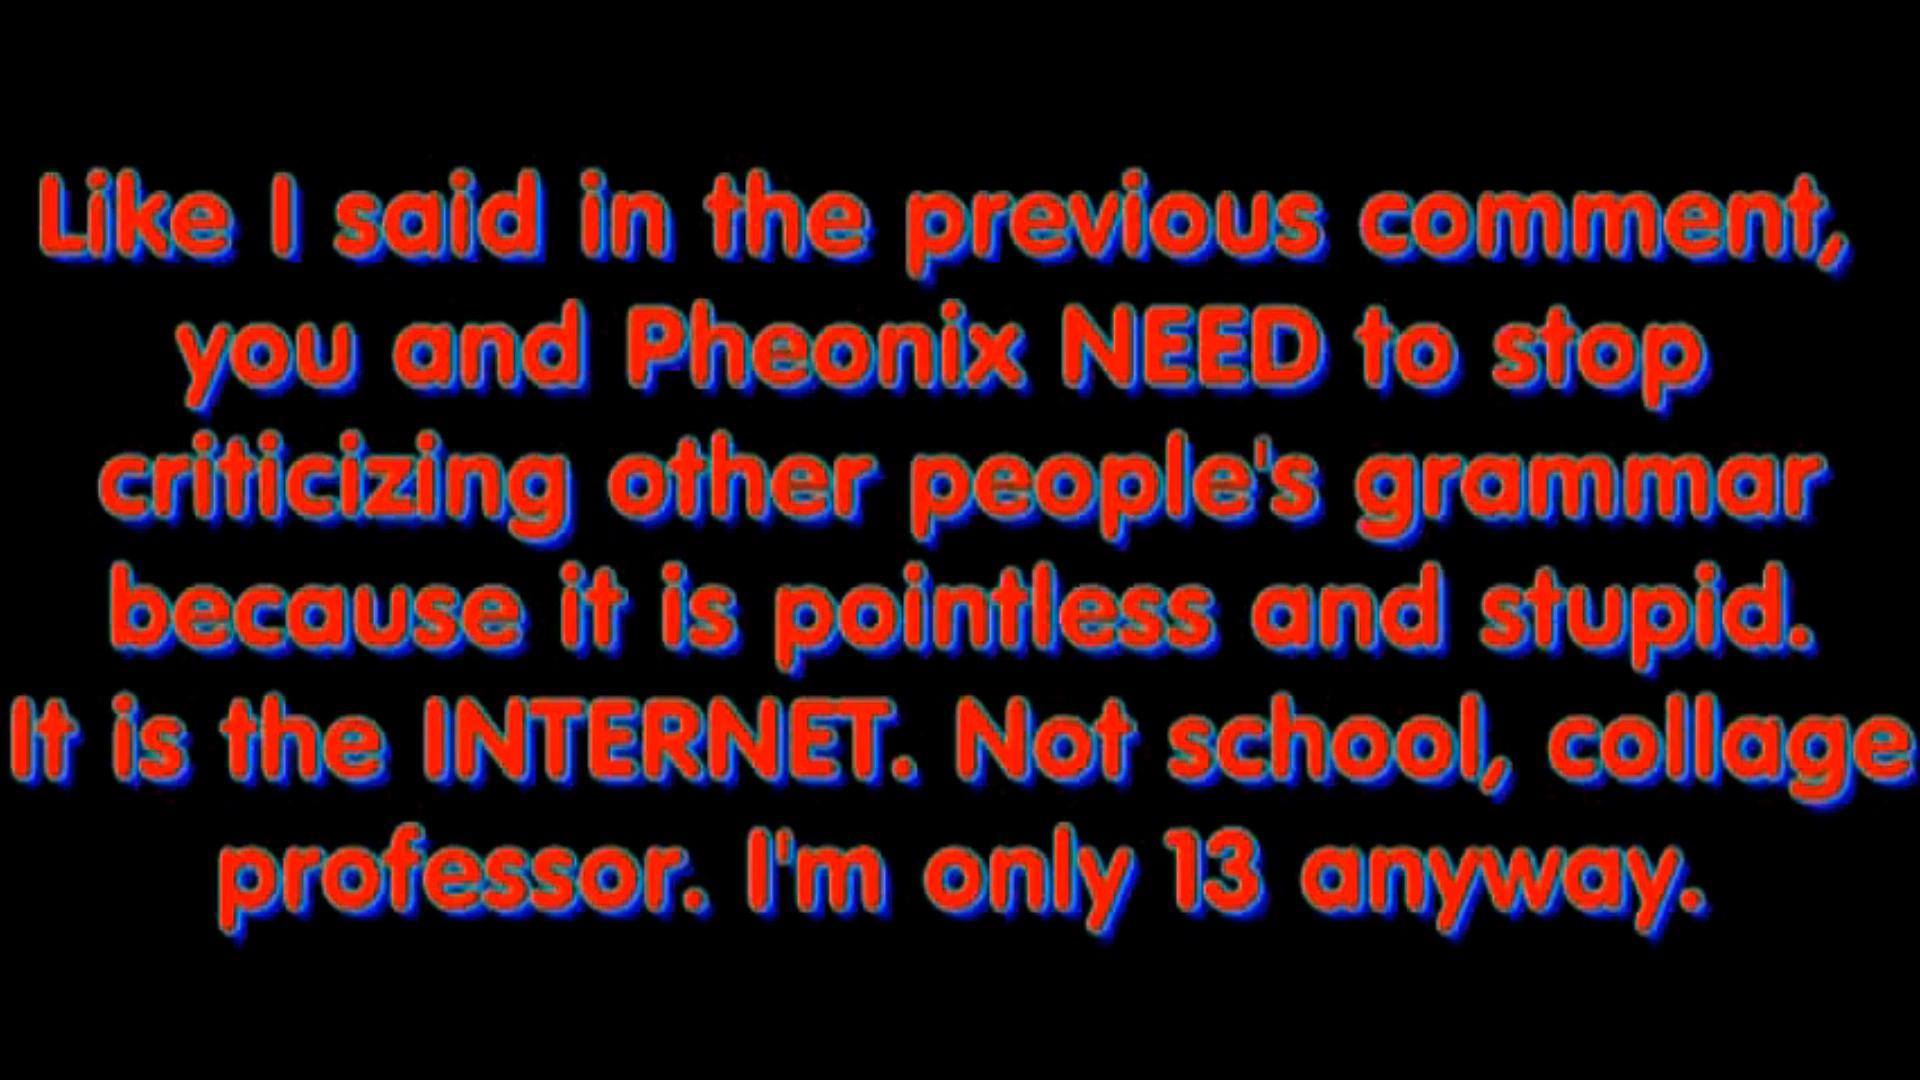 Like I said in the previous comment,
you and Pheonix NEED to stop
criticizing other people's grammar
because it is pointless and stupid.
It is the INTERNET. Not school, collage
professor. I'm only 13 anyway.